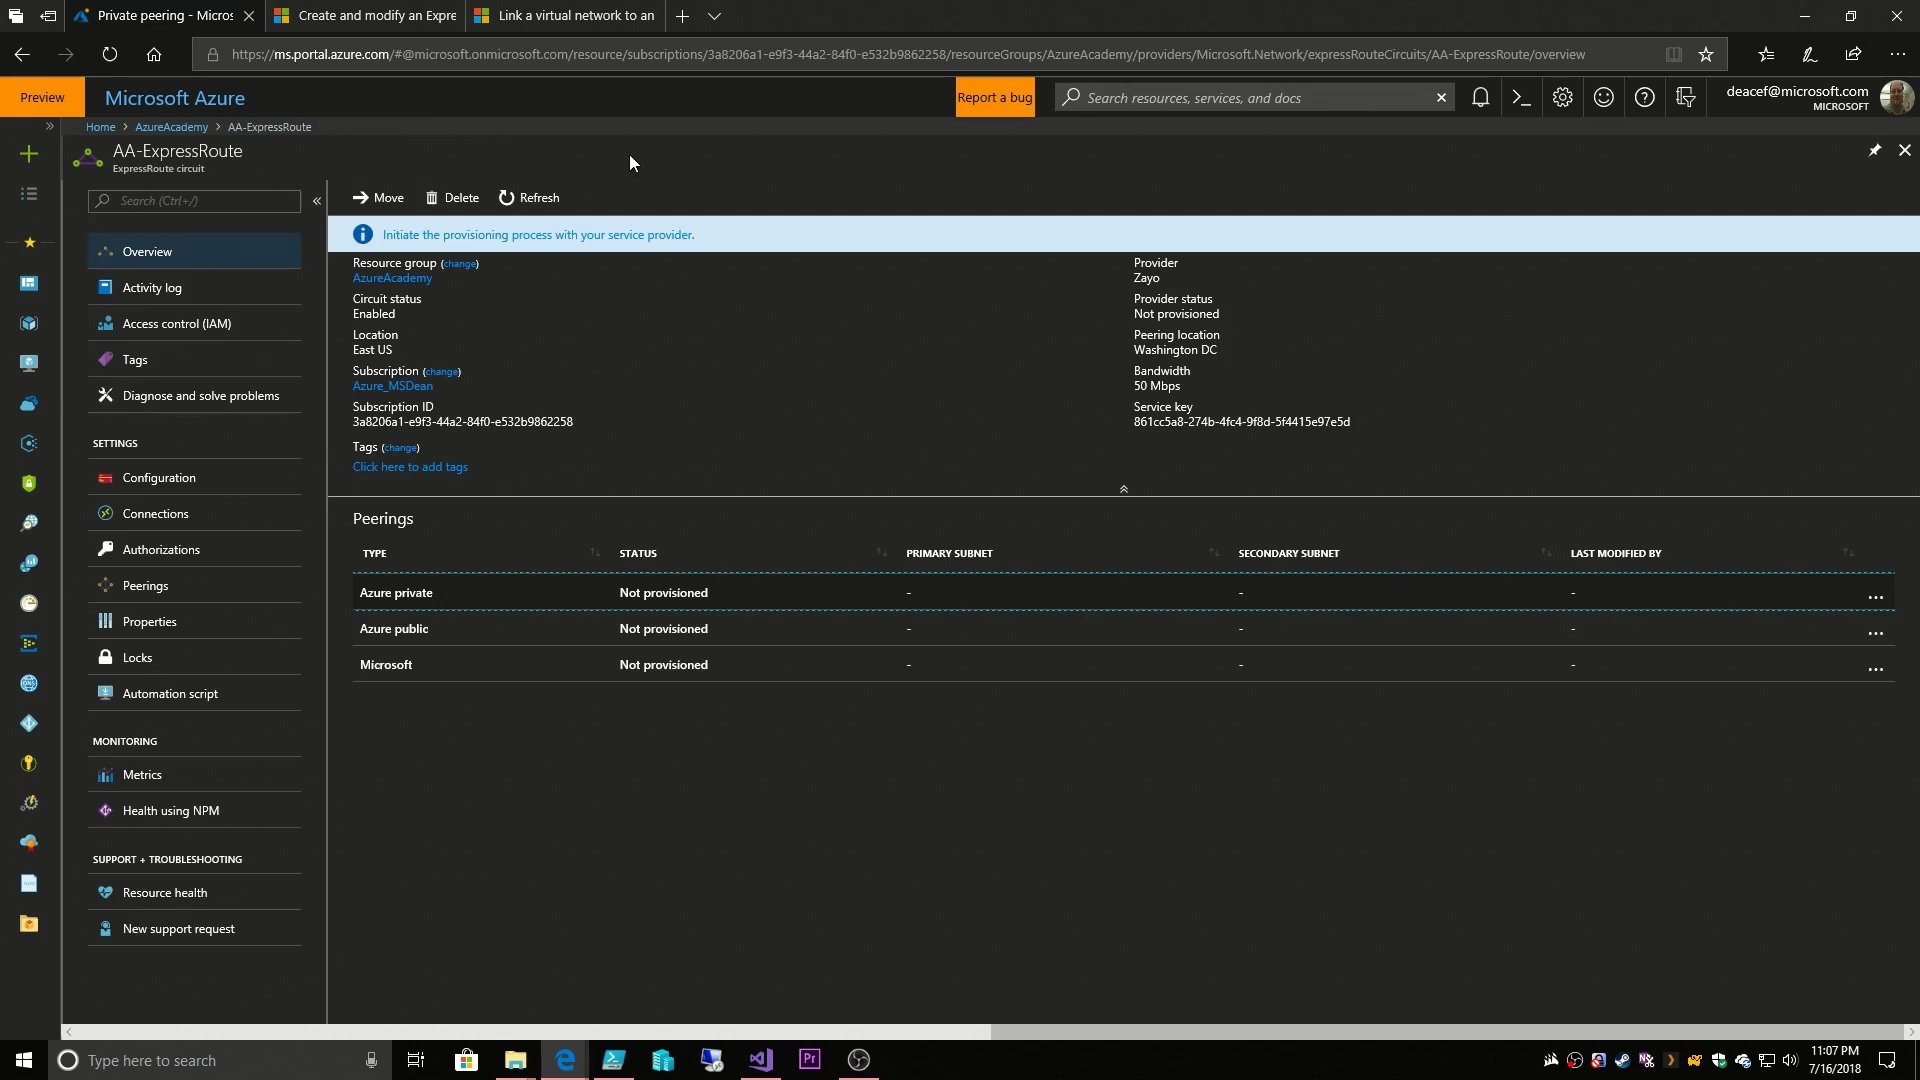 Private peering - Micros
Create and modify an Expre
Link a virtual network to an
https://ms.portal.azure.com/#@microsoft.onmicrosoft.com/resource/subscriptions/3a8206a1-e9f3-44a2-84f0-e532b9862258/resourceGroups/AzureAcademy/providers/Microsoft.Network/expressRouteCircuits/AA-ExpressRoute/overview
Preview
Microsoft Azure
Report a bug
Search resources, services, and docs
deacef@microsoft.com
MICROSOFT
Home > AzureAcademy > AA-ExpressRoute
AA-ExpressRoute
ExpressRoute circuit
Search (Ctrl+/)
Overview
Activity log
Access control (IAM)
Tags
Diagnose and solve problems
SETTINGS
Configuration
Connections
Authorizations
Peerings
Properties
Locks
Automation script
MONITORING
Metrics
Health using NPM
SUPPORT + TROUBLESHOOTING
Resource health
New support request
Move
Delete
Refresh
Initiate the provisioning process with your service provider.
Resource group (change)
AzureAcademy
Circuit status
Enabled
Location
East US
Subscription (change)
Azure_MSDean
Subscription ID
3a8206a1-e9f3-44a2-84f0-e532b9862258
Tags (change)
Click here to add tags
Provider
Zayo
Provider status
Not provisioned
Peering location
Washington DC
Bandwidth
50 Mbps
Service key
861cc5a8-274b-4fc4-9f8d-5f4415e97e5d
Peerings
TYPE STATUS PRIMARY SUBNET SECONDARY SUBNET LAST MODIFIED BY
Azure private Not provisioned - - - ...
Azure public Not provisioned - - - ...
Microsoft Not provisioned - - - ...
Type here to search
Pr
11:07 PM
7/16/2018